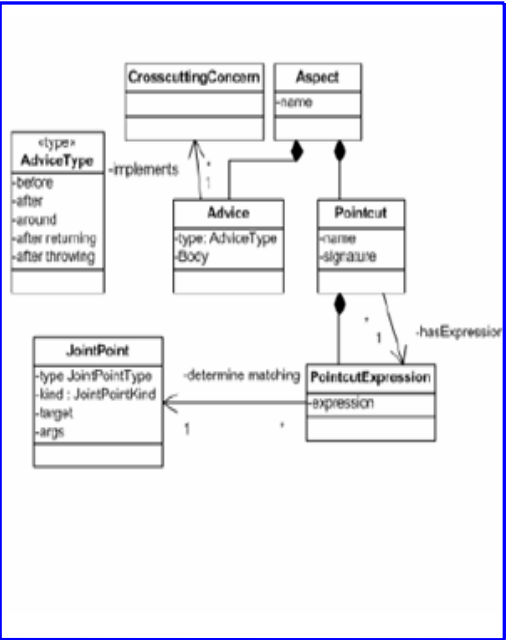 CrosscuttingConcern
Aspect
-name
«type»
AdviceType
-before
-after
-around
-after returning
-after throwing
-implements
*
1
Advice
-type: AdviceType
-Body
Pointcut
-name
-signature
*
1
-hasExpression
JointPoint
-type JointPointType
-kind : JointPointKind
-target
-args
-determine matching
1
*
PointcutExpression
-expression